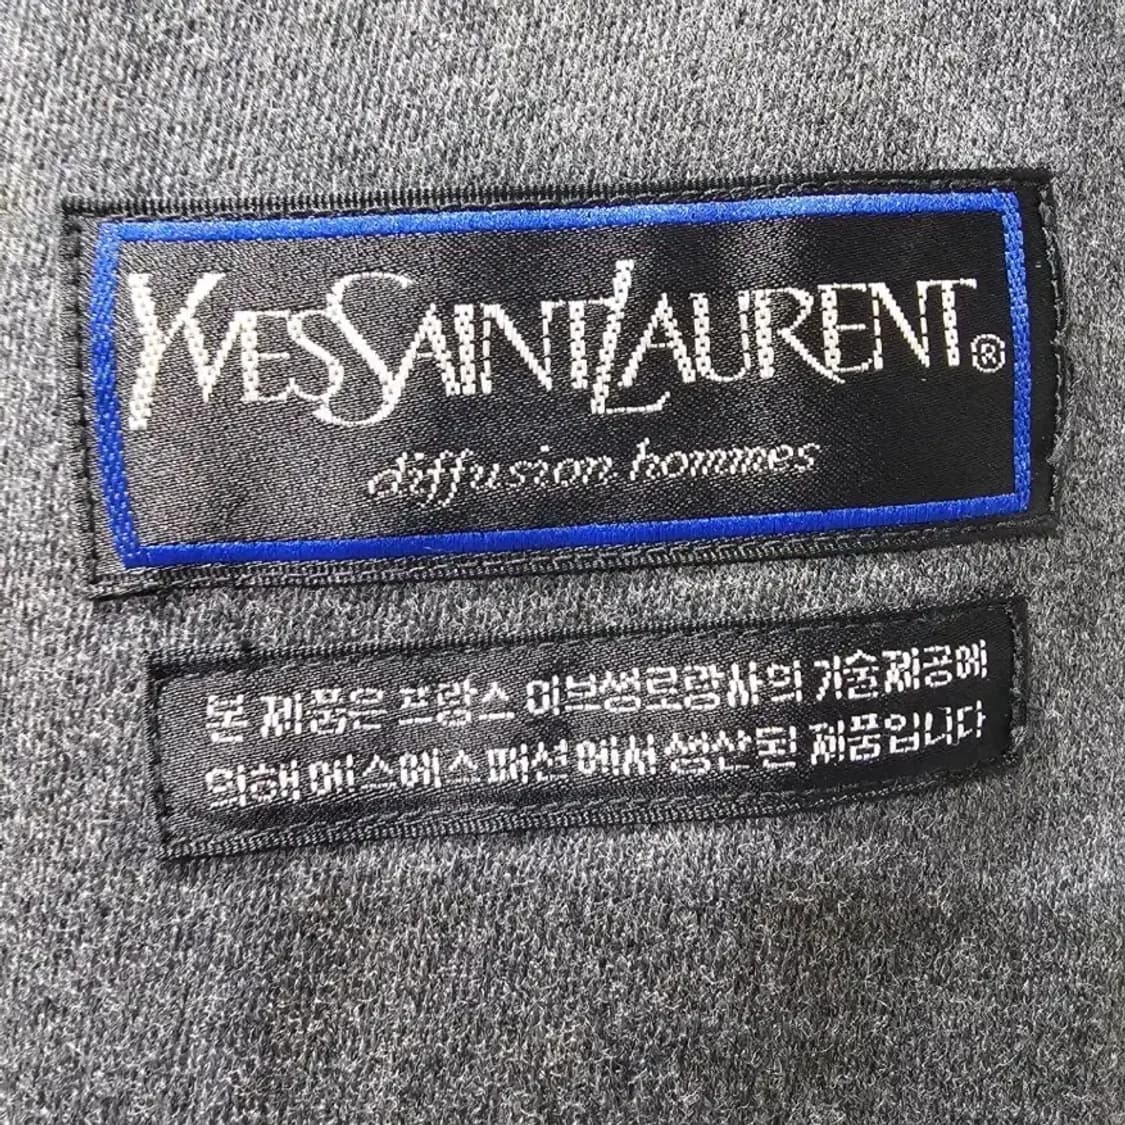 YVESSAINTLAURENT®
diffusion hommes
본 제품은 프랑스 이브쌩로랑사의 기술제공에
의해 에스에스패션에서 생산된 제품입니다